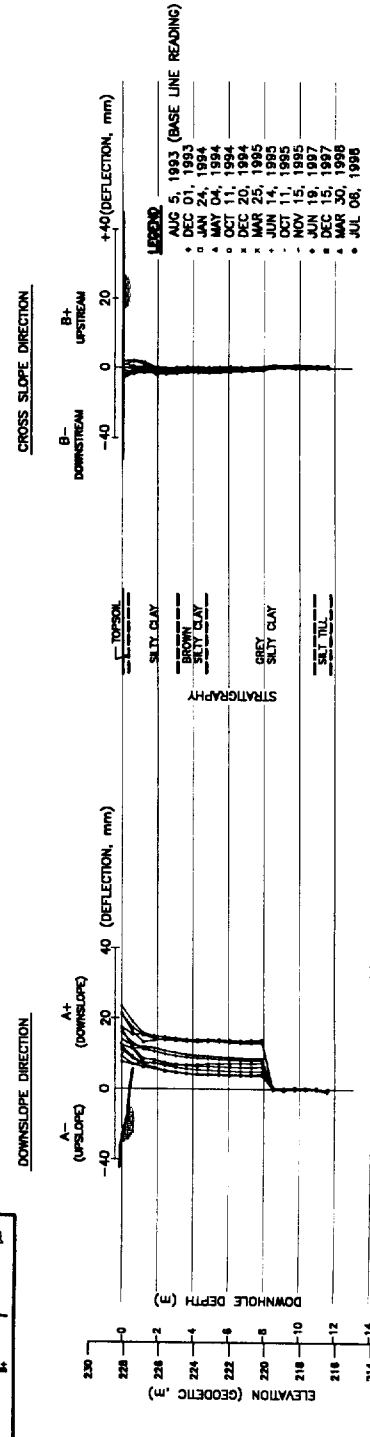 DOWNSLOPE DIRECTION
A-
(UPSLOPE)
A+
(DOWNSLOPE)
-40 0 20 40 (DEFLECTION, mm)
CROSS SLOPE DIRECTION
B-
DOWNSTREAM
B+
UPSTREAM
-40 0 20 +40 (DEFLECTION, mm)
ELEVATION (GEODETIC ,m)
230
228
226
224
222
220
218
216
214
DOWNHOLE DEPTH (m)
0
2
4
6
8
10
12
14
STRATIGRAPHY
TOPSOIL
SILTY CLAY
BROWN
SILTY CLAY
GREY
SILTY CLAY
SILT TILL
LEGEND
AUG 5, 1993 (BASE LINE READING)
+ DEC 01, 1993
□ JAN 24, 1994
▲ MAY 04, 1994
o OCT 11, 1994
x DEC 20, 1994
x MAR 25, 1995
+ JUN 14, 1995
- OCT 11, 1995
- NOV 15, 1995
JUN 19, 1997
DEC 15, 1997
▲ MAR 30, 1998
● JUL 06, 1998